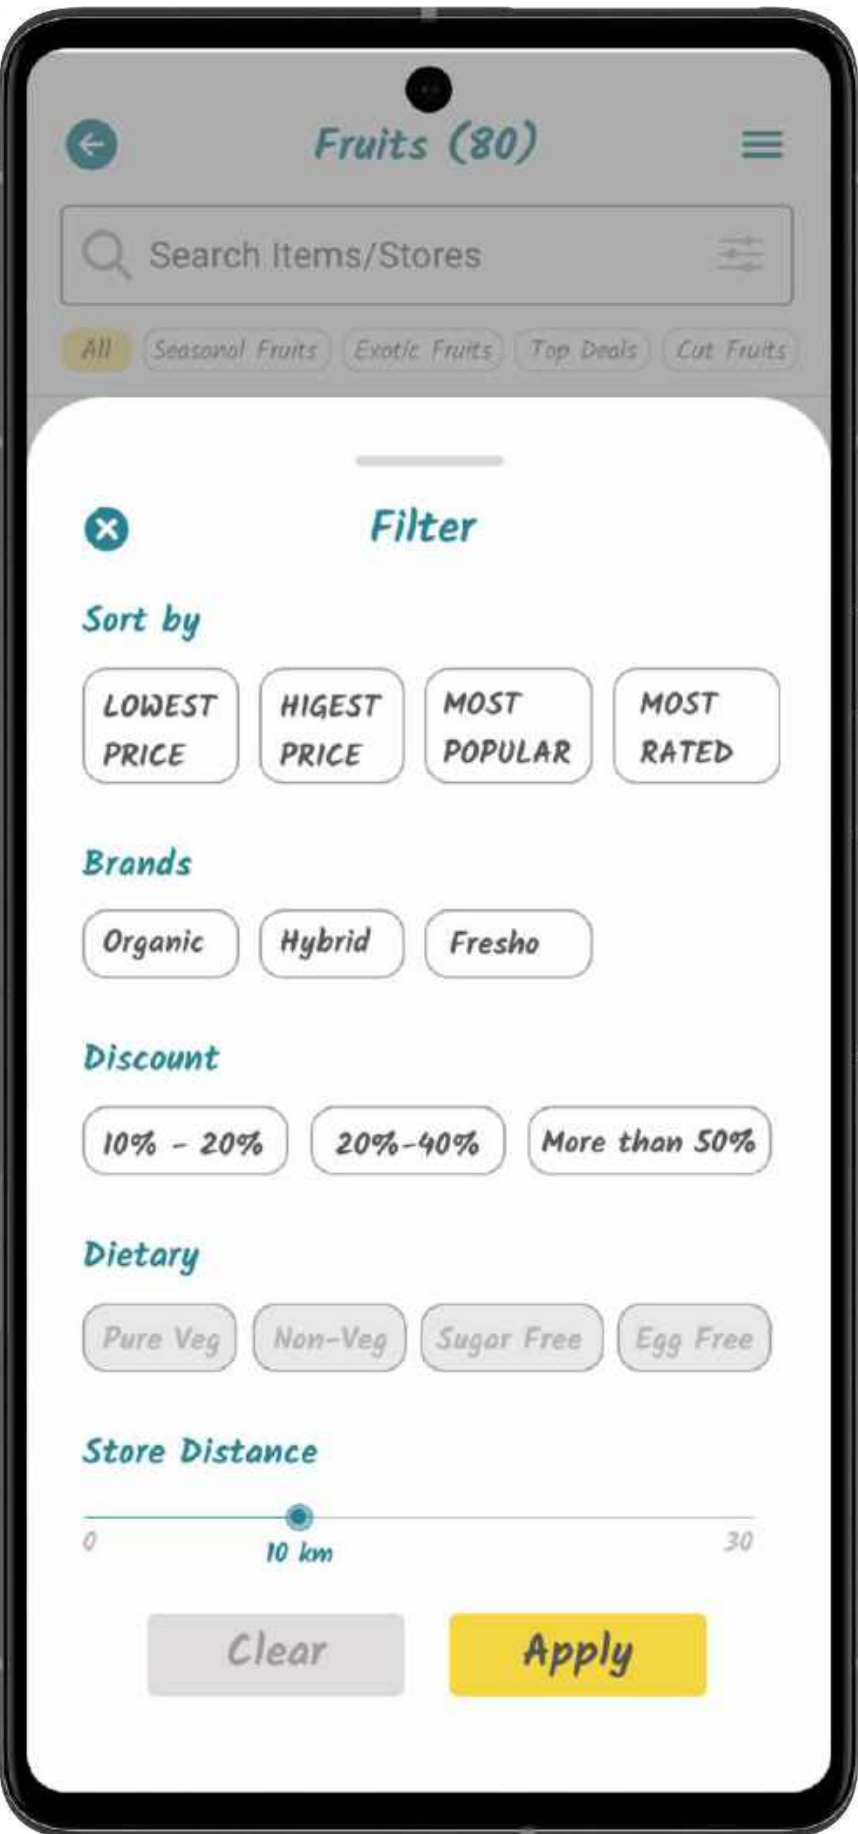 Fruits (80)
Search Items/Stores
All Seasonal Fruits Exotic Fruits Top Deals Cut Fruits
Filter
Sort by
LOWEST PRICE
HIGEST PRICE
MOST POPULAR
MOST RATED
Brands
Organic Hybrid Fresho
Discount
10% - 20% 20%-40% More than 50%
Dietary
Pure Veg Non-Veg Sugar Free Egg Free
Store Distance
0 10 km 30
Clear Apply